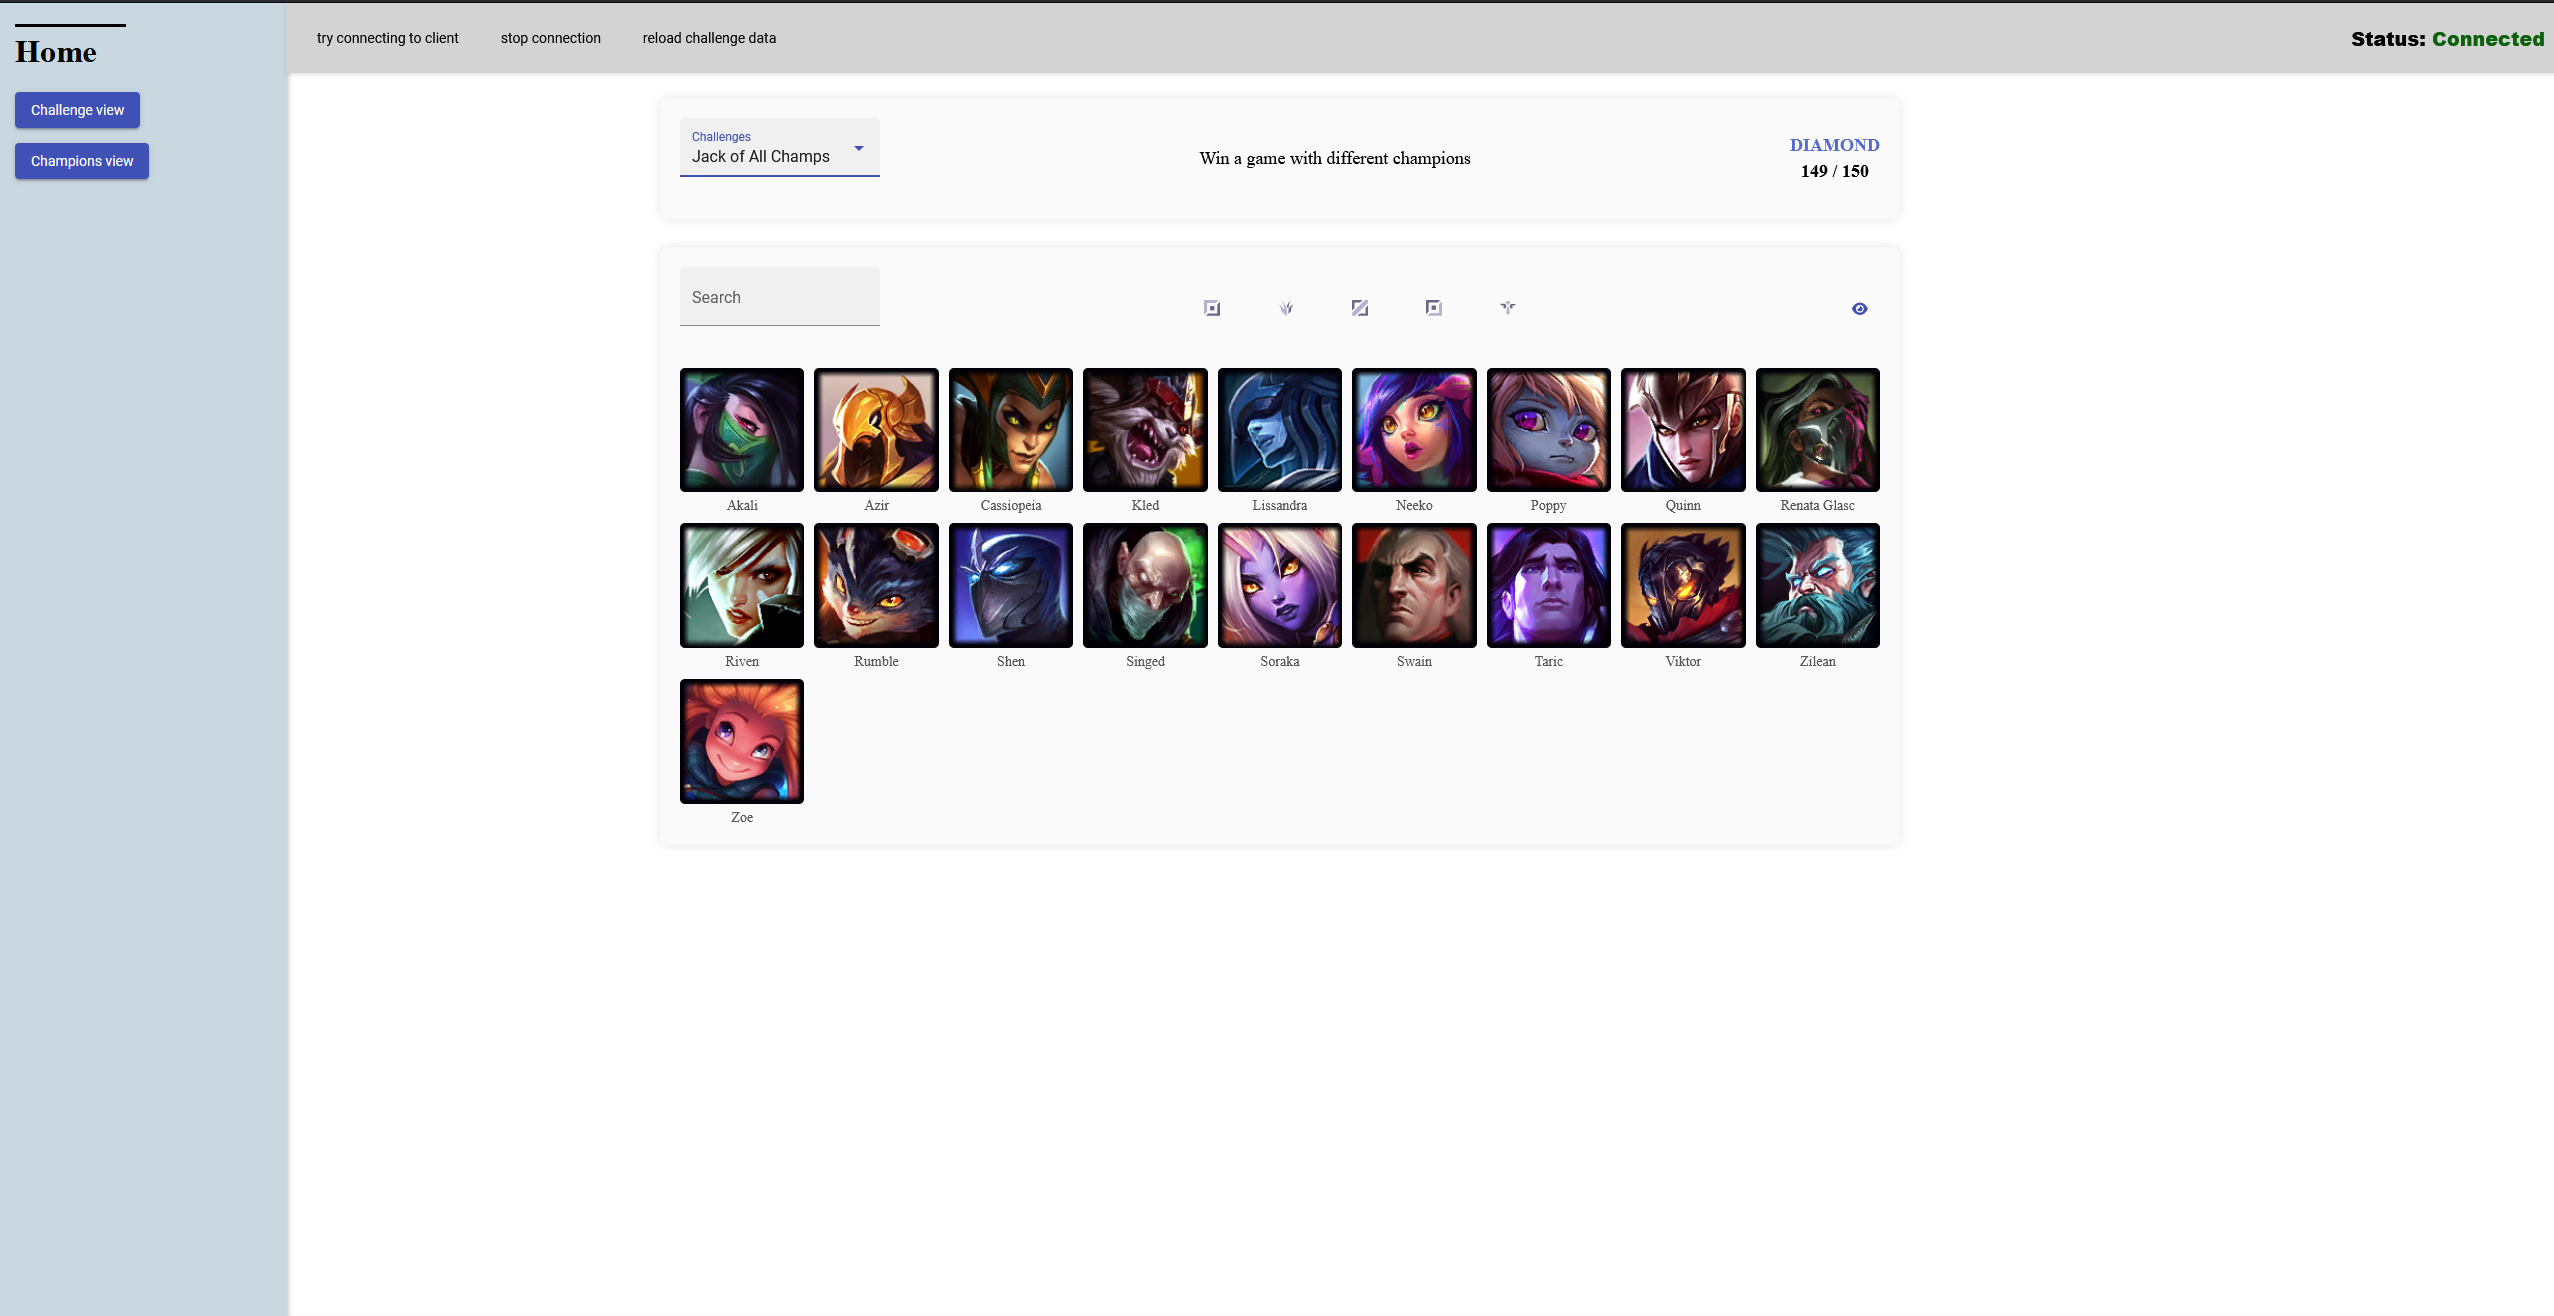 Home
Challenge view
Champions view
try connecting to client
stop connection
reload challenge data
Status: Connected
Challenges
Jack of All Champs
Win a game with different champions
DIAMOND
149 / 150
Search
Akali
Azir
Cassiopeia
Kled
Lissandra
Neeko
Poppy
Quinn
Renata Glasc
Riven
Rumble
Shen
Singed
Soraka
Swain
Taric
Viktor
Zilean
Zoe